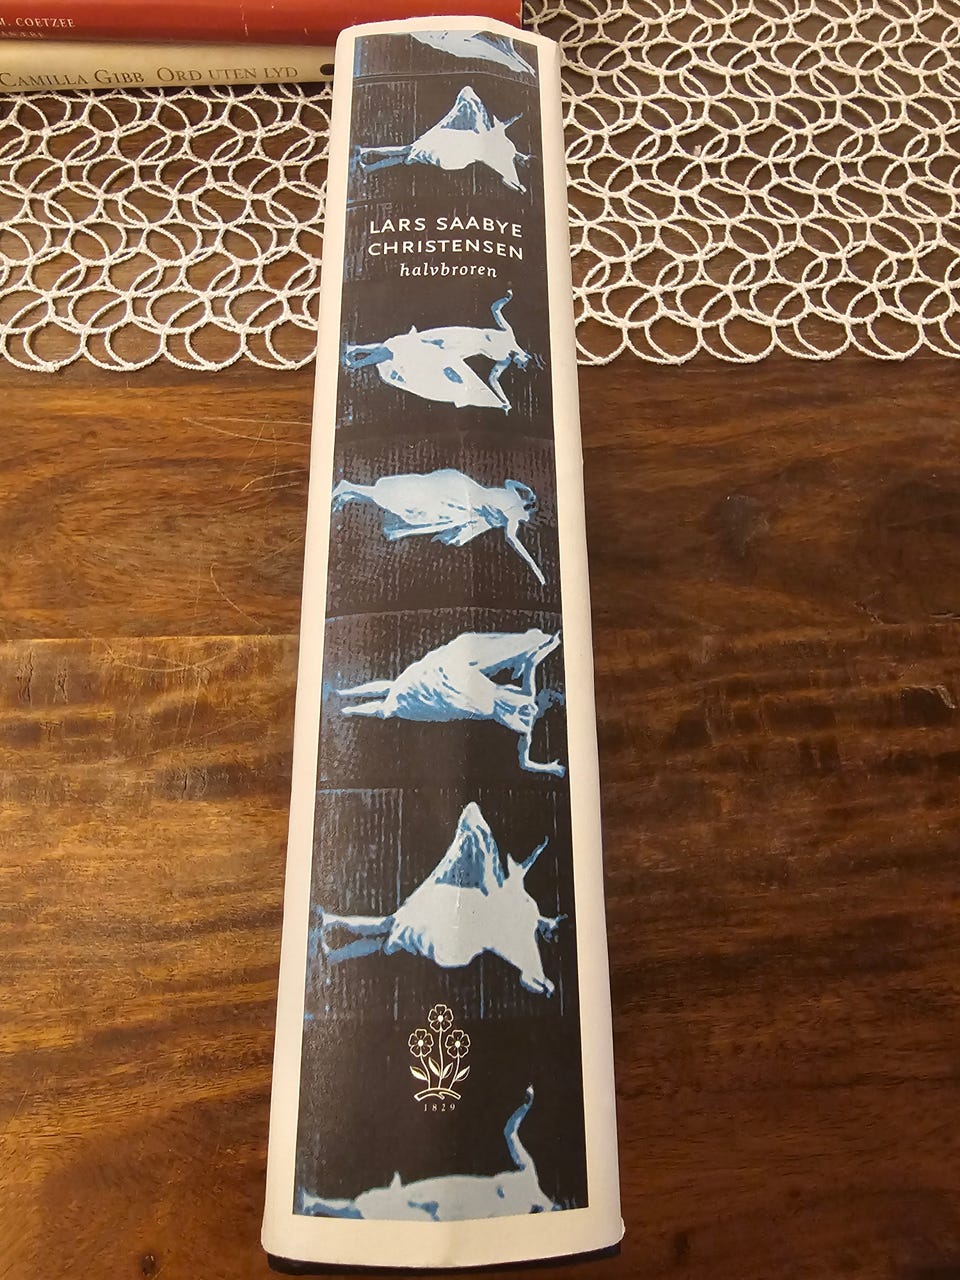 M. COETZEE
CAMILLA GIBB ORD UTEN LYD
LARS SAABYE
CHRISTENSEN
halvbroren
1829